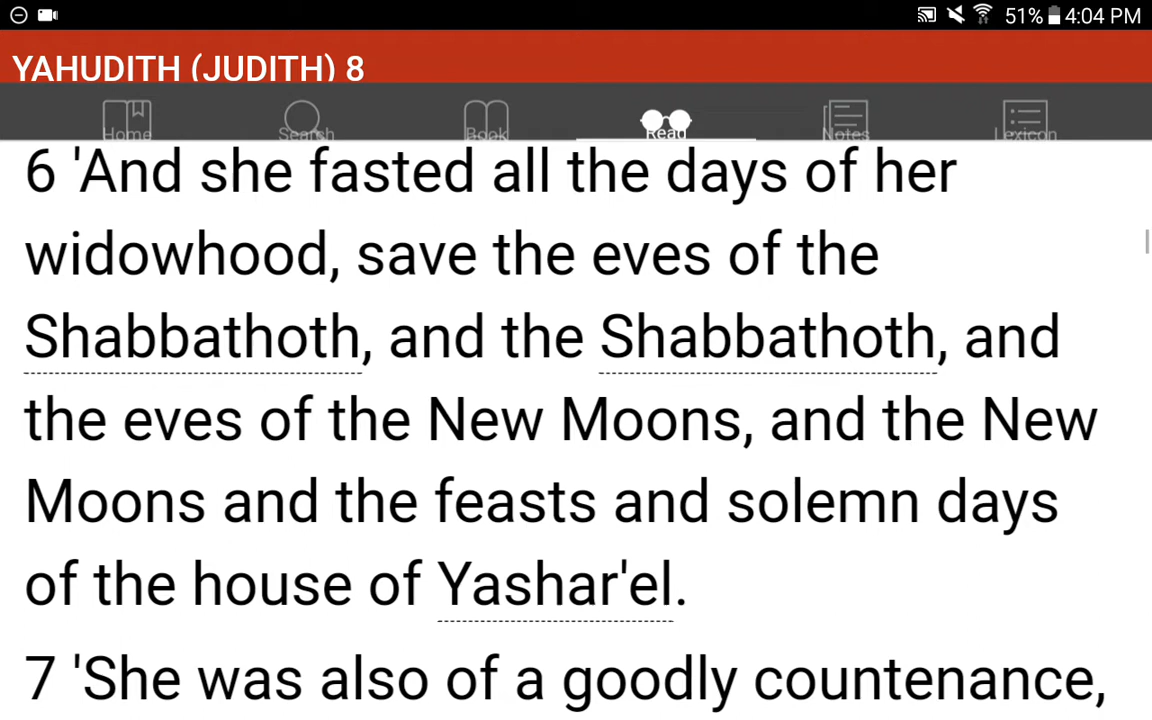 51% 4:04 PM
YAHUDITH (JUDITH) 8
Home Search Book Read Notes Lexicon
6 'And she fasted all the days of her
widowhood, save the eves of the
Shabbathoth, and the Shabbathoth, and
the eves of the New Moons, and the New
Moons and the feasts and solemn days
of the house of Yashar'el.
7 'She was also of a goodly countenance,